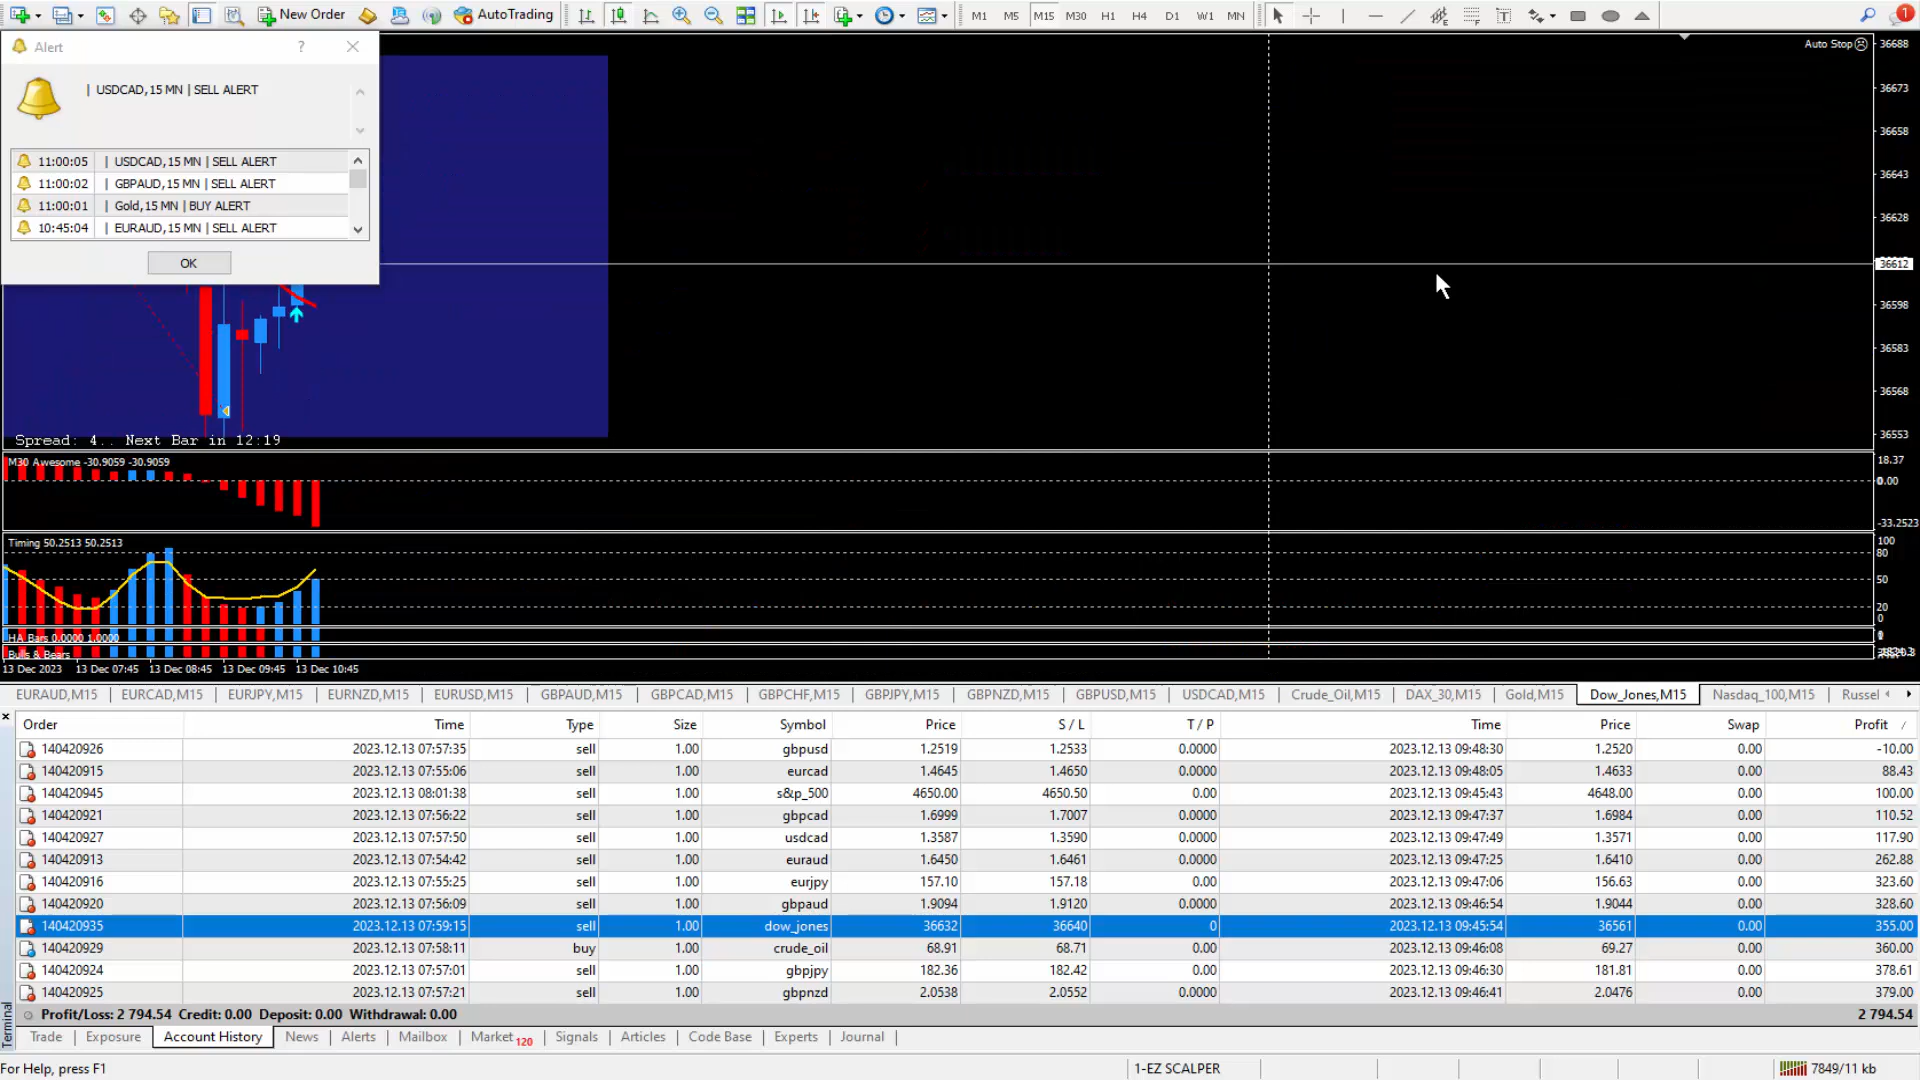 New Order AutoTrading M1 M5 M15 M30 H1 H4 D1 W1 MN 1
Alert ?
| USDCAD,15 MN | SELL ALERT
11:00:05 | USDCAD,15 MN | SELL ALERT
11:00:02 | GBPAUD,15 MN | SELL ALERT
11:00:01 | Gold,15 MN | BUY ALERT
10:45:04 | EURAUD,15 MN | SELL ALERT
OK
Auto Stop
36688
36673
36658
36643
36628
36612
36598
36583
36568
36553
Spread: 4.. Next Bar in 12:19
M30 Awesome -30.9059 -30.9059
18.37
0.00
-33.2523
Timing 50.2513 50.2513
100
80
50
20
0
HA Bars 0.0000 1.0000
Bulls & Bears
13 Dec 2023 13 Dec 07:45 13 Dec 08:45 13 Dec 09:45 13 Dec 10:45
EURAUD,M15 EURCAD,M15 EURJPY,M15 EURNZD,M15 EURUSD,M15 GBPAUD,M15 GBPCAD,M15 GBPCHF,M15 GBPJPY,M15 GBPNZD,M15 GBPUSD,M15 USDCAD,M15 Crude_Oil,M15 DAX_30,M15 Gold,M15 Dow_Jones,M15 Nasdaq_100,M15 Russel
Order Time Type Size Symbol Price S / L T / P Time Price Swap Profit /
140420926 2023.12.13 07:57:35 sell 1.00 gbpusd 1.2519 1.2533 0.0000 2023.12.13 09:48:30 1.2520 0.00 -10.00
140420915 2023.12.13 07:55:06 sell 1.00 eurcad 1.4645 1.4650 0.0000 2023.12.13 09:48:05 1.4633 0.00 88.43
140420945 2023.12.13 08:01:38 sell 1.00 s&p_500 4650.00 4650.50 0.00 2023.12.13 09:45:43 4648.00 0.00 100.00
140420921 2023.12.13 07:56:22 sell 1.00 gbpcad 1.6999 1.7007 0.0000 2023.12.13 09:47:37 1.6984 0.00 110.52
140420927 2023.12.13 07:57:50 sell 1.00 usdcad 1.3587 1.3590 0.0000 2023.12.13 09:47:49 1.3571 0.00 117.90
140420913 2023.12.13 07:54:42 sell 1.00 euraud 1.6450 1.6461 0.0000 2023.12.13 09:47:25 1.6410 0.00 262.88
140420916 2023.12.13 07:55:25 sell 1.00 eurjpy 157.10 157.18 0.00 2023.12.13 09:47:06 156.63 0.00 323.60
140420920 2023.12.13 07:56:09 sell 1.00 gbpaud 1.9094 1.9120 0.0000 2023.12.13 09:46:54 1.9044 0.00 328.60
140420935 2023.12.13 07:59:15 sell 1.00 dow_jones 36632 36640 0 2023.12.13 09:45:54 36561 0.00 355.00
140420929 2023.12.13 07:58:11 buy 1.00 crude_oil 68.91 68.71 0.00 2023.12.13 09:46:08 69.27 0.00 360.00
140420924 2023.12.13 07:57:01 sell 1.00 gbpjpy 182.36 182.42 0.00 2023.12.13 09:46:30 181.81 0.00 378.61
140420925 2023.12.13 07:57:21 sell 1.00 gbpnzd 2.0538 2.0552 0.0000 2023.12.13 09:46:41 2.0476 0.00 379.00
Profit/Loss: 2 794.54 Credit: 0.00 Deposit: 0.00 Withdrawal: 0.00 2 794.54
Terminal
Trade Exposure Account History News Alerts Mailbox Market 120 Signals Articles Code Base Experts Journal
For Help, press F1 1-EZ SCALPER 7849/11 kb